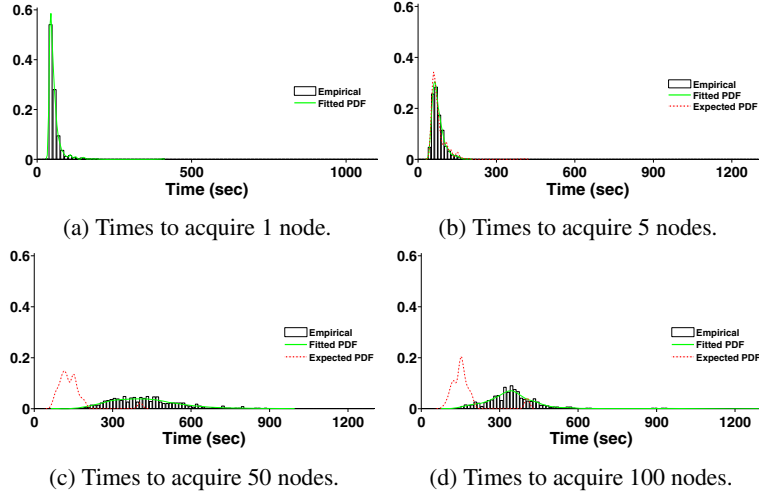 0.6
0.4
0.2
0
0
500
1000
Time (sec)
Empirical
Fitted PDF
(a) Times to acquire 1 node.
0.6
0.4
0.2
0
0
300
600
900
1200
Time (sec)
Empirical
Fitted PDF
Expected PDF
(b) Times to acquire 5 nodes.
0.6
0.4
0.2
0
0
300
600
900
1200
Time (sec)
Empirical
Fitted PDF
Expected PDF
(c) Times to acquire 50 nodes.
0.6
0.4
0.2
0
0
300
600
900
1200
Time (sec)
Empirical
Fitted PDF
Expected PDF
(d) Times to acquire 100 nodes.